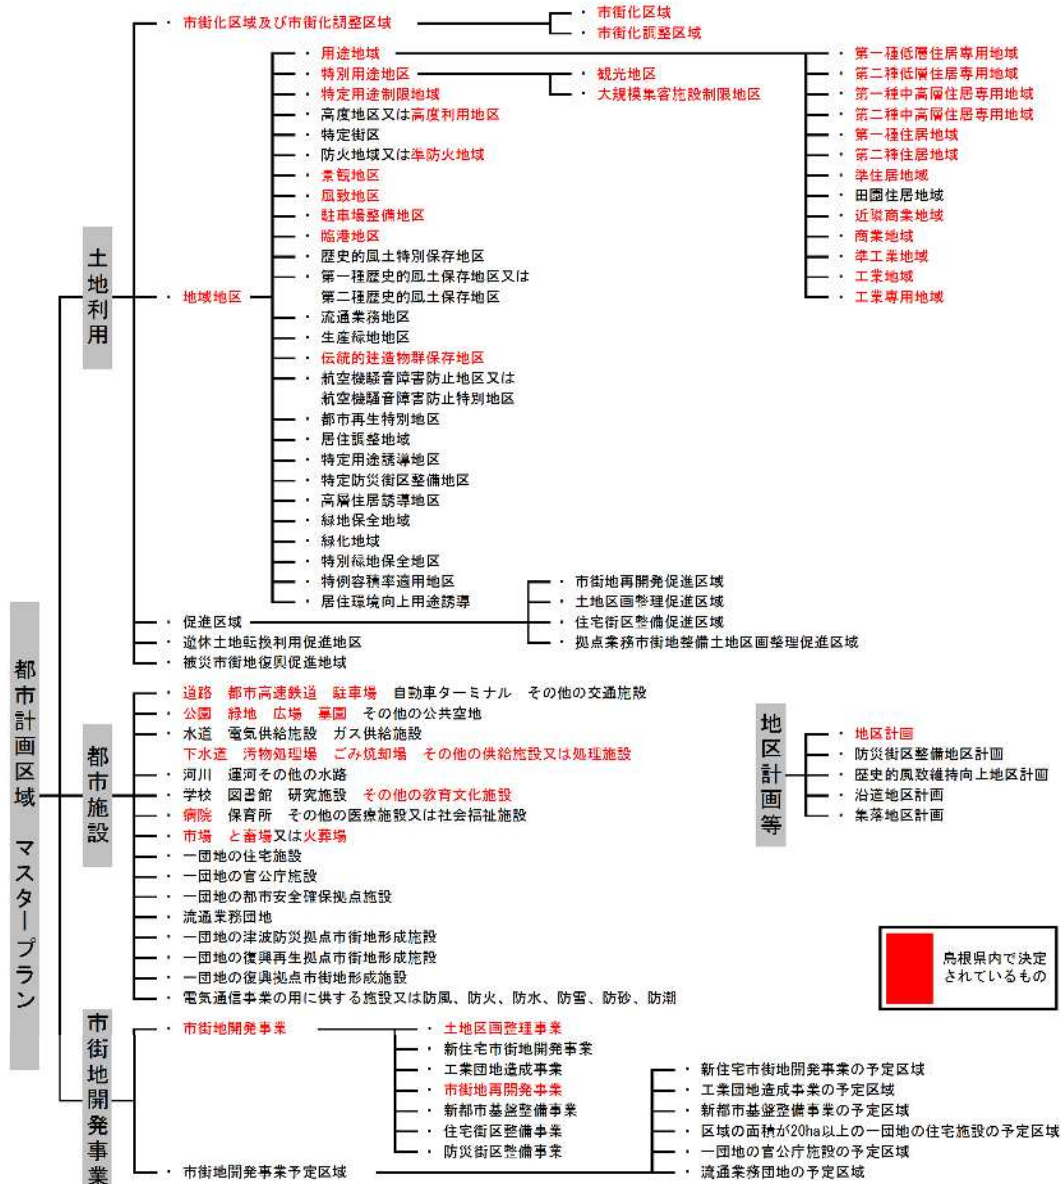 都市計画区域　マスタープラン
土地利用
・ 市街化区域及び市街化調整区域
・ 市街化区域
・ 市街化調整区域
・ 地域地区
・ 用途地域
・ 第一種低層住居専用地域
・ 第二種低層住居専用地域
・ 第一種中高層住居専用地域
・ 第二種中高層住居専用地域
・ 第一種住居地域
・ 第二種住居地域
・ 準住居地域
・ 田園住居地域
・ 近隣商業地域
・ 商業地域
・ 準工業地域
・ 工業地域
・ 工業専用地域
・ 特別用途地区
・ 観光地区
・ 大規模集客施設制限地区
・ 特定用途制限地域
・ 高度地区又は高度利用地区
・ 特定街区
・ 防火地域又は準防火地域
・ 景観地区
・ 風致地区
・ 駐車場整備地区
・ 臨港地区
・ 歴史的風土特別保存地区
・ 第一種歴史的風土保存地区又は
第二種歴史的風土保存地区
・ 流通業務地区
・ 生産緑地地区
・ 伝統的建造物群保存地区
・ 航空機騒音障害防止地区又は
航空機騒音障害防止特別地区
・ 都市再生特別地区
・ 居住調整地域
・ 特定用途誘導地区
・ 特定防災街区整備地区
・ 高層住居誘導地区
・ 緑地保全地域
・ 緑化地域
・ 特別緑地保全地区
・ 特例容積率適用地区
・ 居住環境向上用途誘導
・ 促進区域
・ 市街地再開発促進区域
・ 土地区画整理促進区域
・ 住宅街区整備促進区域
・ 拠点業務市街地整備土地区画整理促進区域
・ 遊休土地転換利用促進地区
・ 被災市街地復興促進地域
都市施設
・ 道路　都市高速鉄道　駐車場　自動車ターミナル　その他の交通施設
・ 公園　緑地　広場　墓園　その他の公共空地
・ 水道　電気供給施設　ガス供給施設
下水道　汚物処理場　ごみ焼却場　その他の供給施設又は処理施設
・ 河川　運河その他の水路
・ 学校　図書館　研究施設　その他の教育文化施設
・ 病院　保育所　その他の医療施設又は社会福祉施設
・ 市場　と畜場又は火葬場
・ 一団地の住宅施設
・ 一団地の官公庁施設
・ 一団地の都市安全確保拠点施設
・ 流通業務団地
・ 一団地の津波防災拠点市街地形成施設
・ 一団地の復興再生拠点市街地形成施設
・ 一団地の復興拠点市街地形成施設
・ 電気通信事業の用に供する施設又は防風、防火、防水、防雪、防砂、防潮
地区計画等
・ 地区計画
・ 防災街区整備地区計画
・ 歴史的風致維持向上地区計画
・ 沿道地区計画
・ 集落地区計画
島根県内で決定
されているもの
市街地開発事業
・ 市街地開発事業
・ 土地区画整理事業
・ 新住宅市街地開発事業
・ 工業団地造成事業
・ 市街地再開発事業
・ 新都市基盤整備事業
・ 住宅街区整備事業
・ 防災街区整備事業
・ 市街地開発事業予定区域
・ 新住宅市街地開発事業の予定区域
・ 工業団地造成事業の予定区域
・ 新都市基盤整備事業の予定区域
・ 区域の面積が20ha以上の一団地の住宅施設の予定区域
・ 一団地の官公庁施設の予定区域
・ 流通業務団地の予定区域